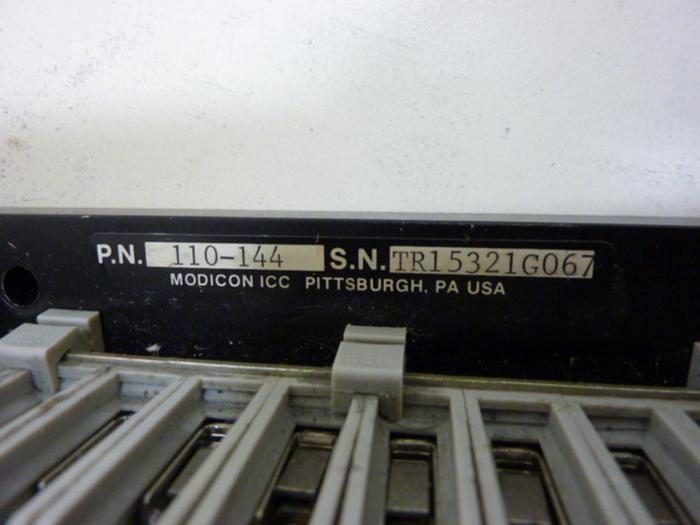 P.N. 110-144 S.N. TR15321G067
MODICON ICC PITTSBURGH, PA USA